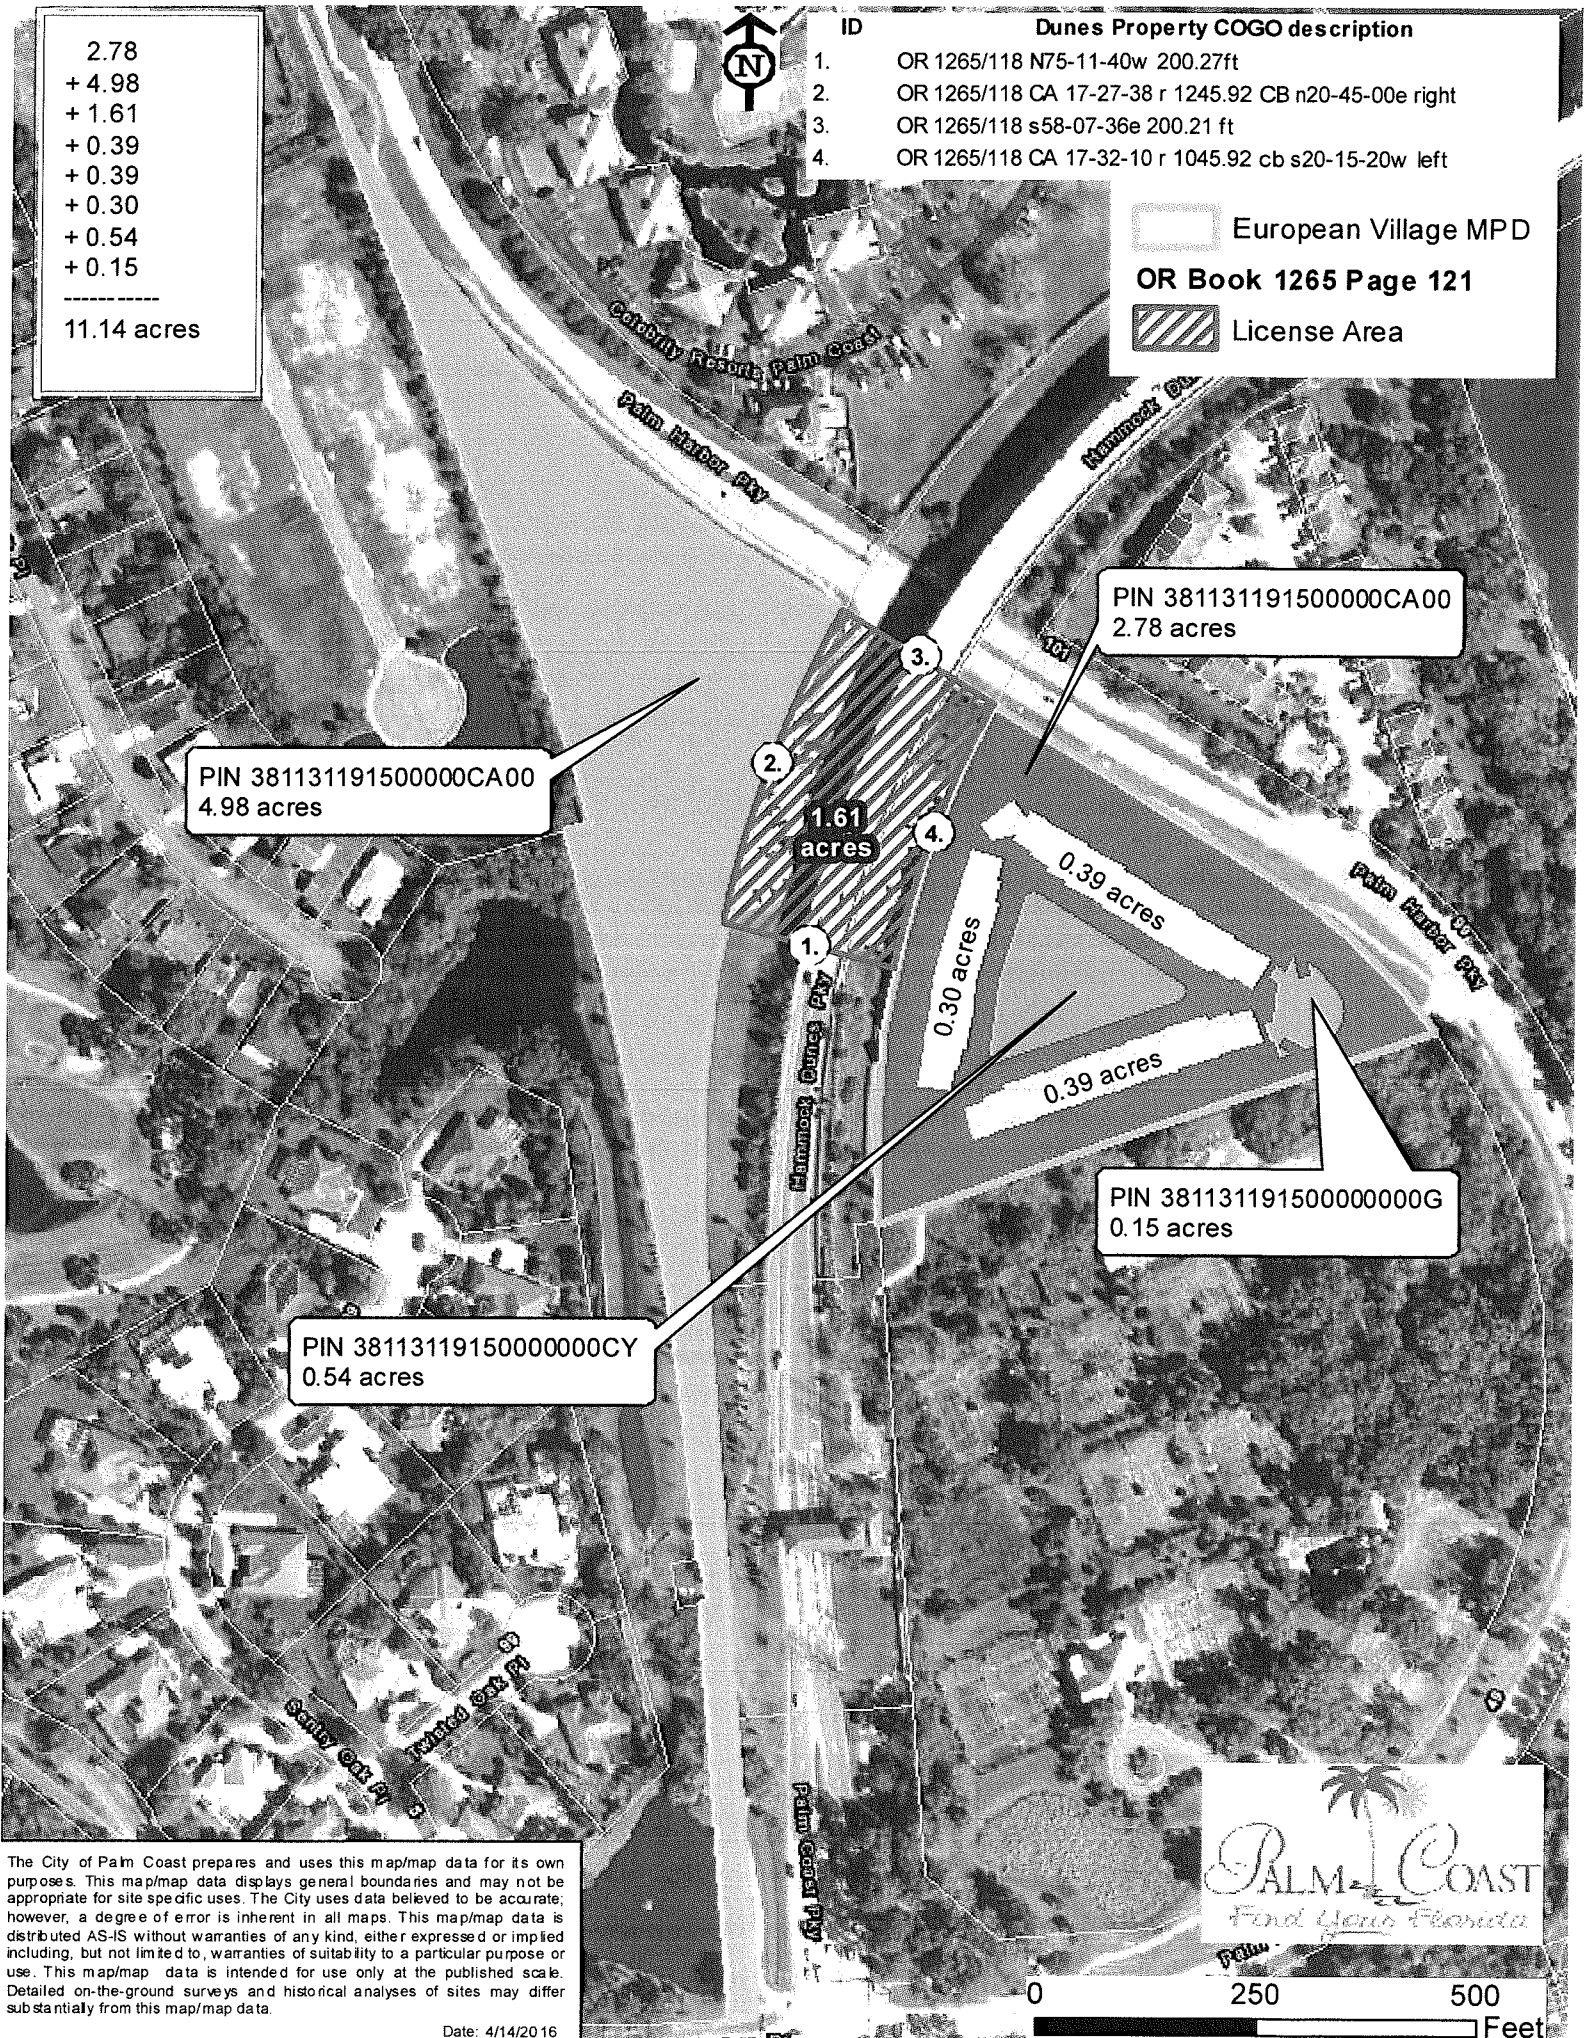 2.78
+ 4.98
+ 1.61
+ 0.39
+ 0.39
+ 0.30
+ 0.54
+ 0.15
-----------
11.14 acres
N
ID Dunes Property COGO description
1. OR 1265/118 N75-11-40w 200.27ft
2. OR 1265/118 CA 17-27-38 r 1245.92 CB n20-45-00e right
3. OR 1265/118 s58-07-36e 200.21 ft
4. OR 1265/118 CA 17-32-10 r 1045.92 cb s20-15-20w left
European Village MPD
OR Book 1265 Page 121
License Area
Celebrity Resorts Palm Coast
Palm Harbor Pky
Hammock Du
PIN 381131191500000CA00
2.78 acres
101
3.
PIN 381131191500000CA00
4.98 acres
2.
1.61
acres
4.
0.39 acres
Palm Harbor Pky
1.
0.30 acres
Hammock Dunes Pky
0.39 acres
PIN 38113119150000000G
0.15 acres
PIN 38113119150000000CY
0.54 acres
Sentry Oak Pl
Twisted Oak Pl
Palm Coast Pky
PALM COAST
Find Your Florida
Palm
The City of Palm Coast prepares and uses this map/map data for its own
purposes. This map/map data displays general boundaries and may not be
appropriate for site specific uses. The City uses data believed to be accurate;
however, a degree of error is inherent in all maps. This map/map data is
distributed AS-IS without warranties of any kind, either expressed or implied
including, but not limited to, warranties of suitability to a particular purpose or
use. This map/map data is intended for use only at the published scale.
Detailed on-the-ground surveys and historical analyses of sites may differ
substantially from this map/map data.
Date: 4/14/2016
0 250 500
Feet